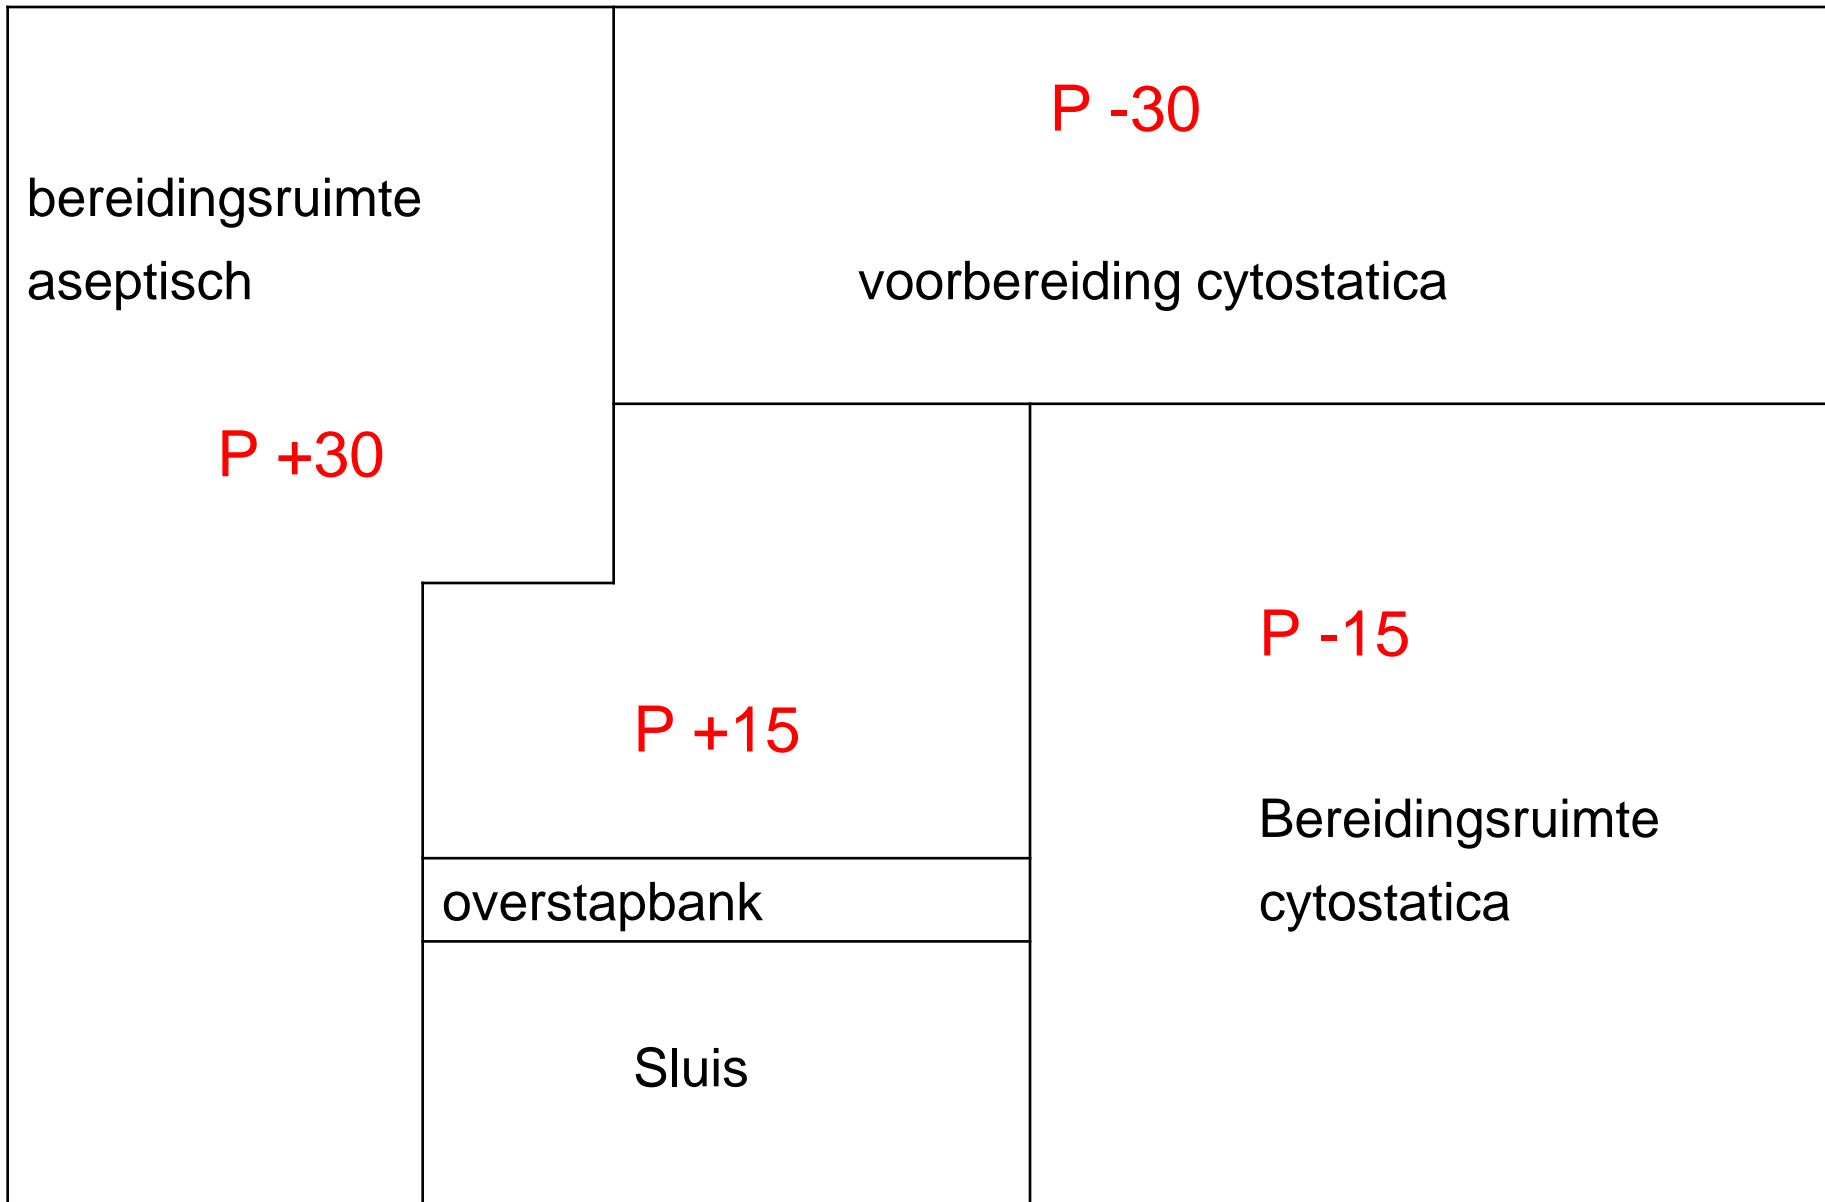 bereidingsruimte
aseptisch
P +30
P -30
voorbereiding cytostatica
P +15
overstapbank
Sluis
P -15
Bereidingsruimte
cytostatica